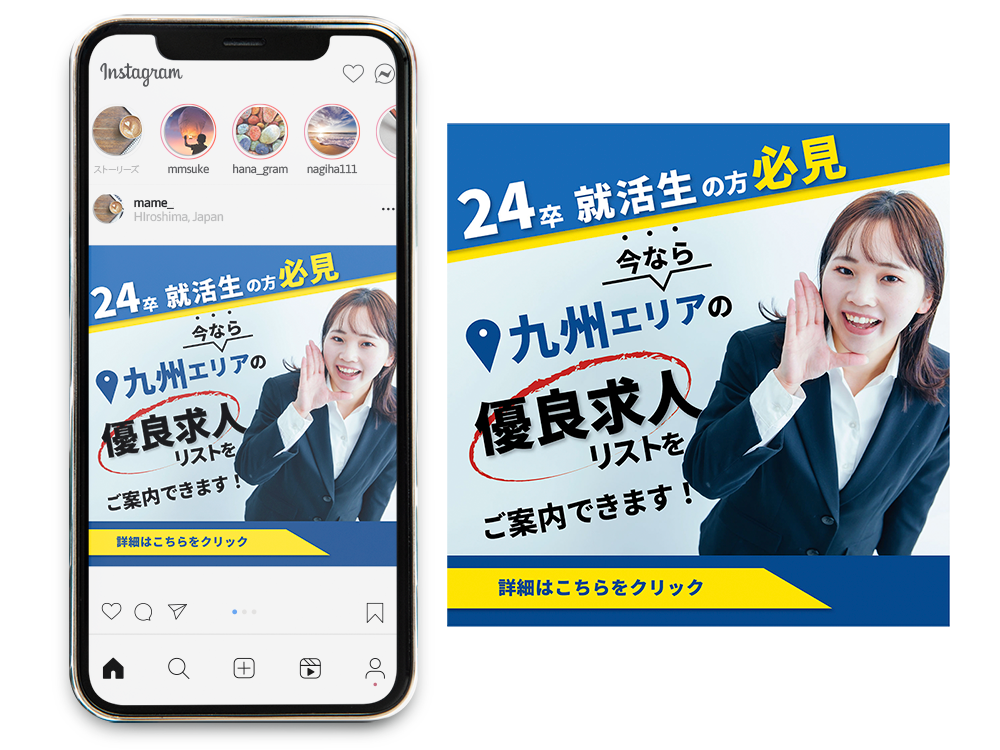 Instagram
ストーリーズ
mmsuke
hana_gram
nagiha111
mame_
HIroshima, Japan
24卒 就活生の方必見
今なら
九州エリアの
優良求人
リストを
ご案内できます！
詳細はこちらをクリック
24卒 就活生の方必見
今なら
九州エリアの
優良求人
リストを
ご案内できます！
詳細はこちらをクリック